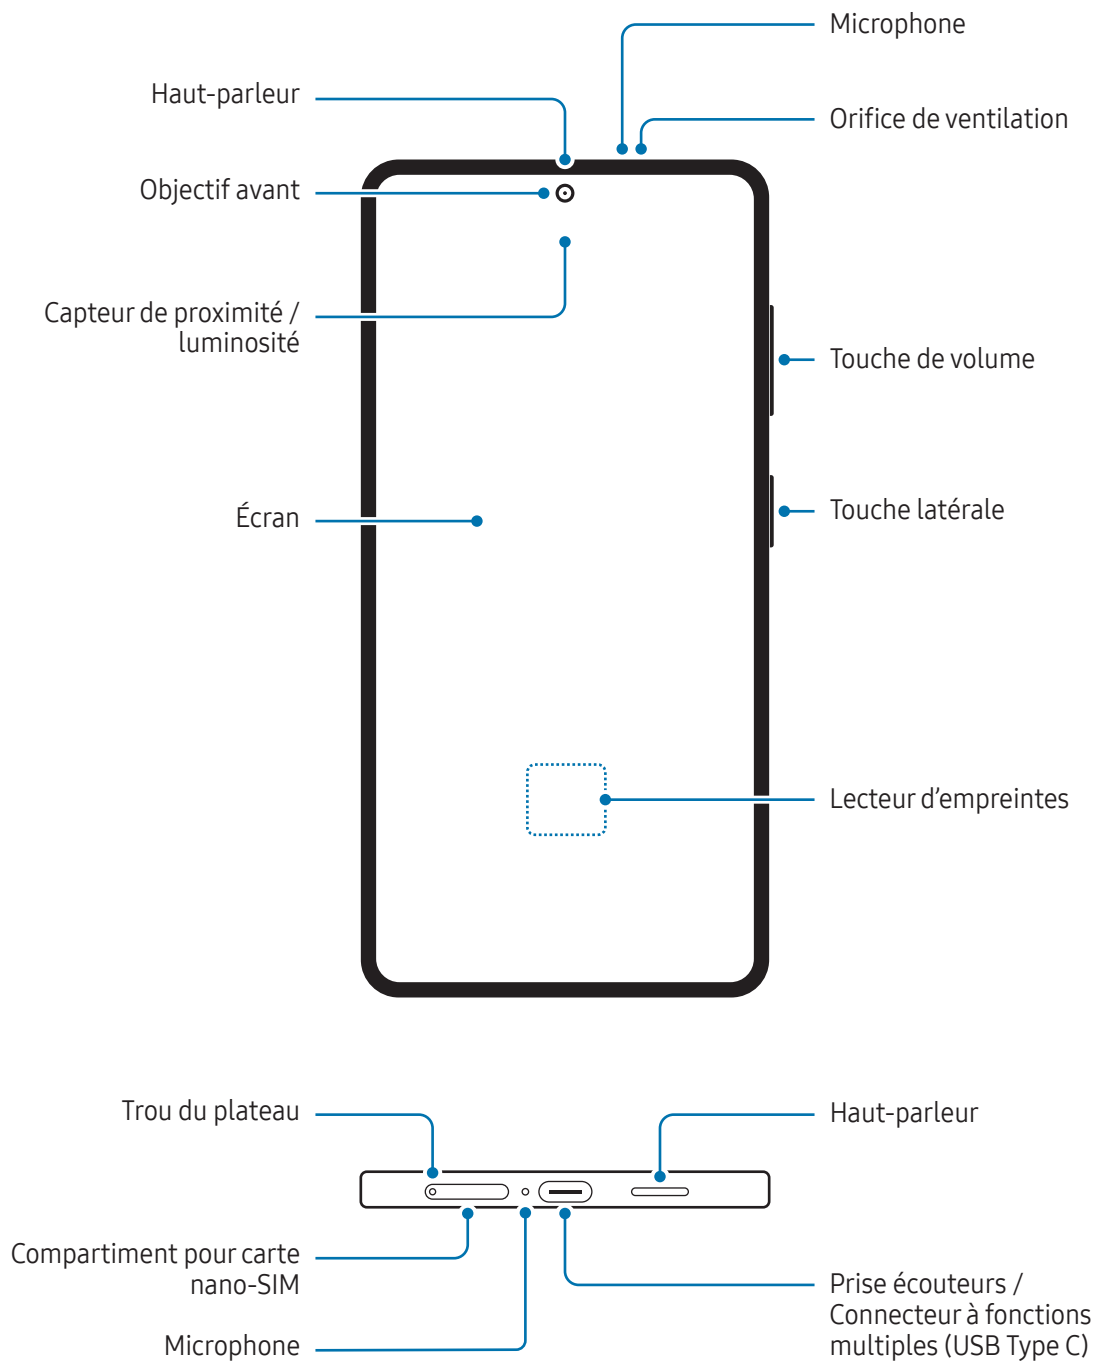 Microphone
Haut-parleur
Orifice de ventilation
Objectif avant
Capteur de proximité /
luminosité
Touche de volume
Touche latérale
Écran
Lecteur d’empreintes
Trou du plateau
Haut-parleur
Compartiment pour carte
nano-SIM
Prise écouteurs /
Connecteur à fonctions
multiples (USB Type C)
Microphone